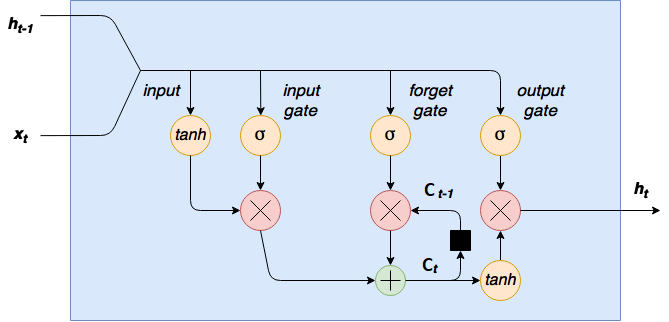 h t-1
input
input
gate
forget
gate
output
gate
x t
tanh
σ
σ
σ
C t-1
h t
C t
tanh